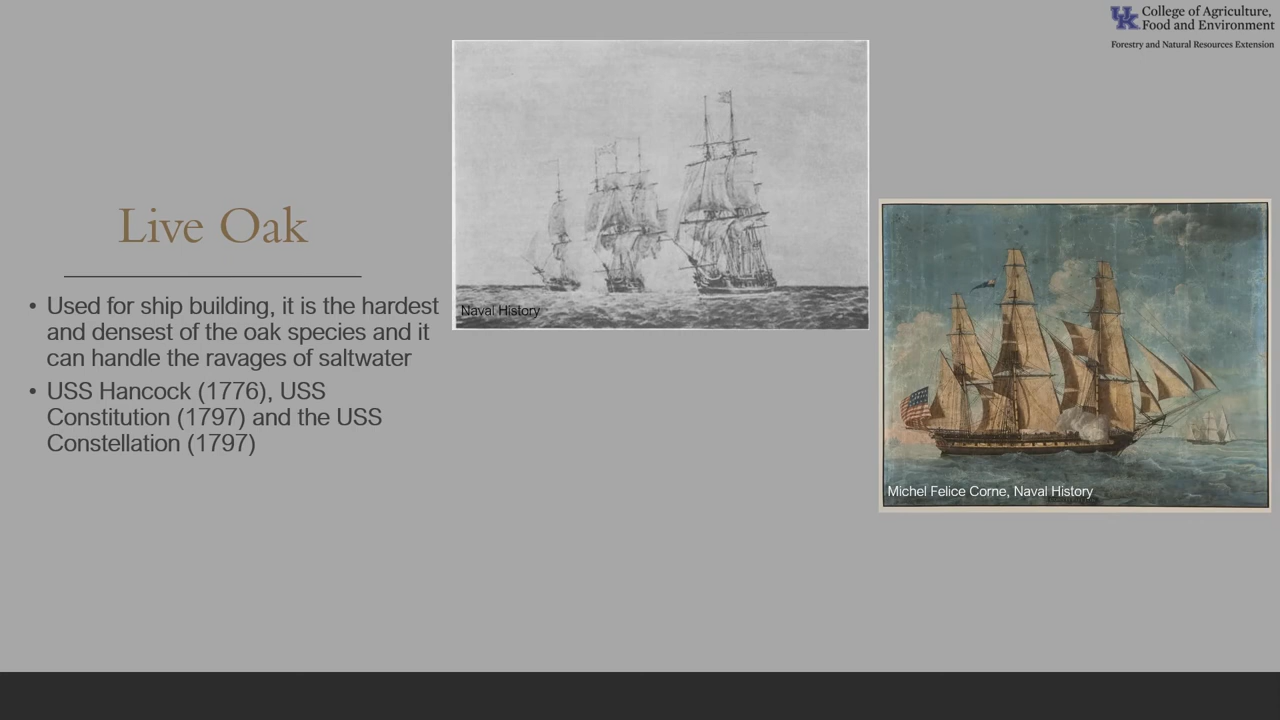 College of Agriculture,
Food and Environment
Forestry and Natural Resources Extension
Live Oak
• Used for ship building, it is the hardest
and densest of the oak species and it
can handle the ravages of saltwater
• USS Hancock (1776), USS
Constitution (1797) and the USS
Constellation (1797)
Naval History
Michel Felice Corne, Naval History
UK